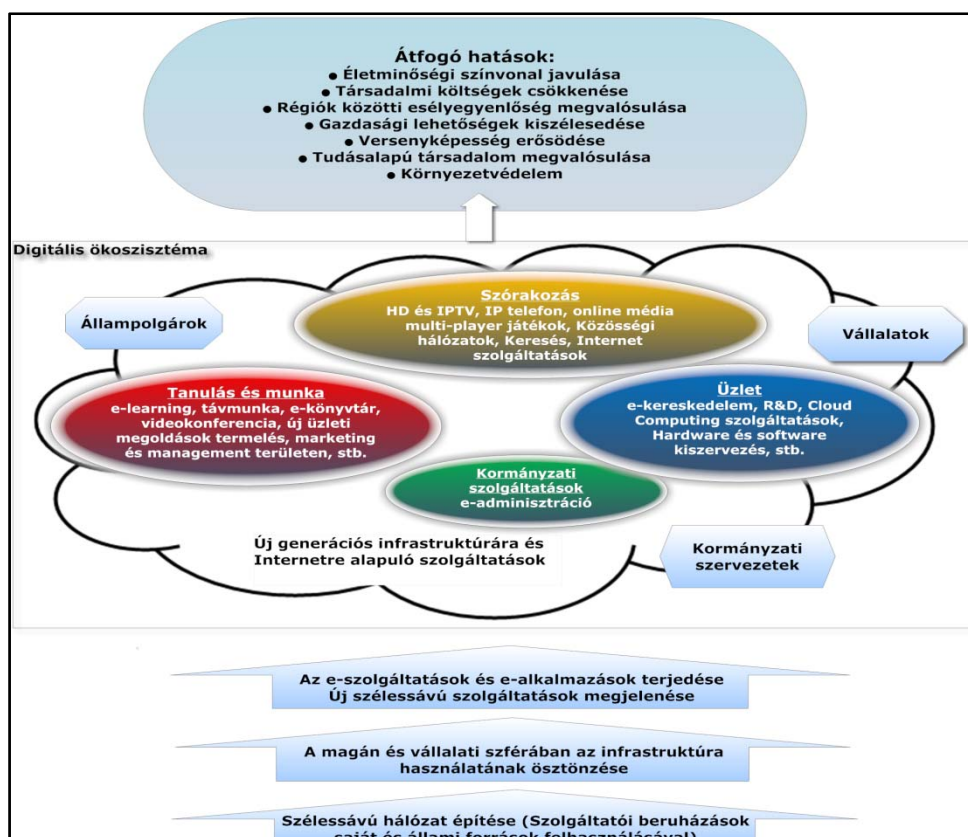 Átfogó hatások:
● Életminőségi színvonal javulása
● Társadalmi költségek csökkenése
● Régiók közötti esélyegyenlőség megvalósulása
● Gazdasági lehetőségek kiszélesedése
● Versenyképesség erősödése
● Tudásalapú társadalom megvalósulása
● Környezetvédelem
Digitális ökoszisztéma
Szórakozás
HD és IPTV, IP telefon, online média
multi-player játékok, Közösségi
hálózatok, Keresés, Internet
szolgáltatások
Állampolgárok
Vállalatok
Tanulás és munka
e-learning, távmunka, e-könyvtár,
videokonferencia, új üzleti
megoldások termelés, marketing
és management területen, stb.
Üzlet
e-kereskedelem, R&D, Cloud
Computing szolgáltatások,
Hardware és software
kiszervezés, stb.
Kormányzati
szolgáltatások
e-adminisztráció
Új generációs infrastruktúrára és
Internetre alapuló szolgáltatások
Kormányzati
szervezetek
Az e-szolgáltatások és e-alkalmazások terjedése
Új szélessávú szolgáltatások megjelenése
A magán és vállalati szférában az infrastruktúra
használatának ösztönzése
Szélessávú hálózat építése (Szolgáltatói beruházások
saját és állami források felhasználásával)